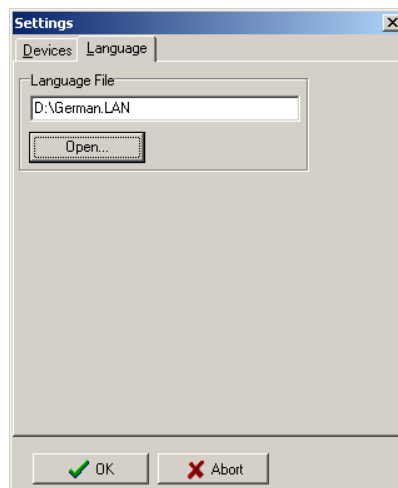 Settings
Devices Language
Language File
D:\German.LAN
Open...
OK Abort